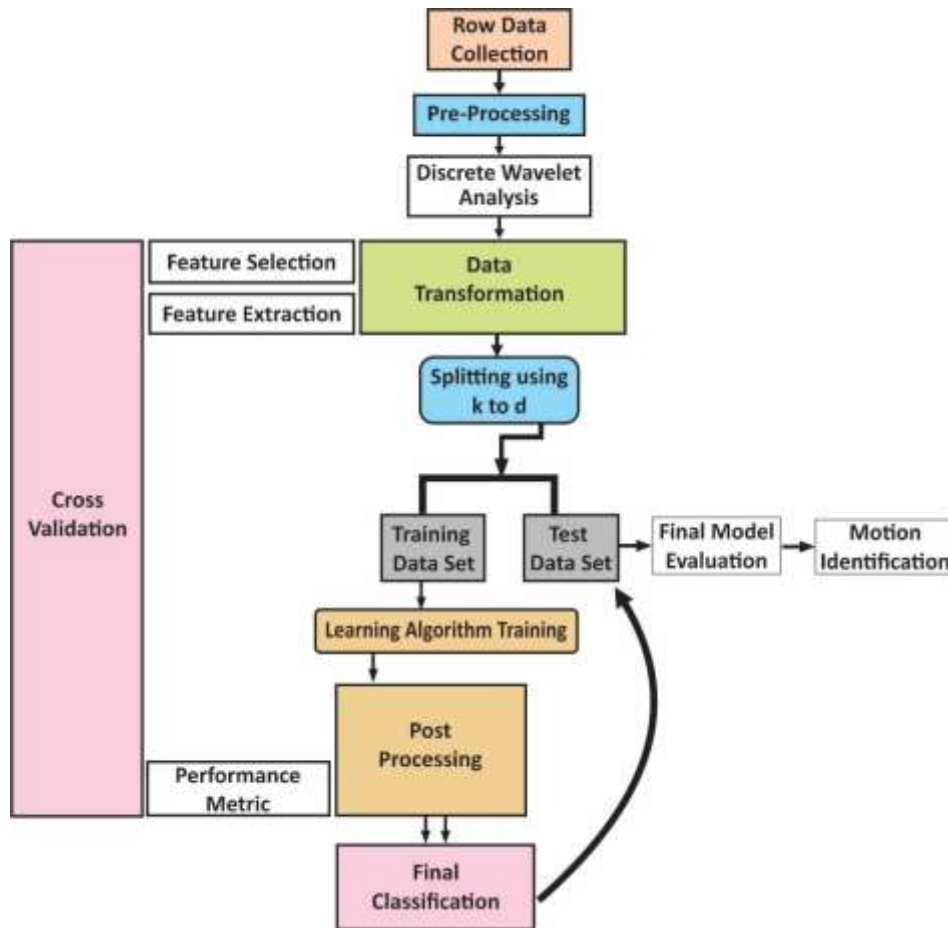 Row Data
Collection
Pre-Processing
Discrete Wavelet
Analysis
Feature Selection
Feature Extraction
Data
Transformation
Splitting using
k to d
Cross
Validation
Training
Data Set
Test
Data Set
Final Model
Evaluation
Motion
Identification
Learning Algorithm Training
Post
Processing
Performance
Metric
Final
Classification